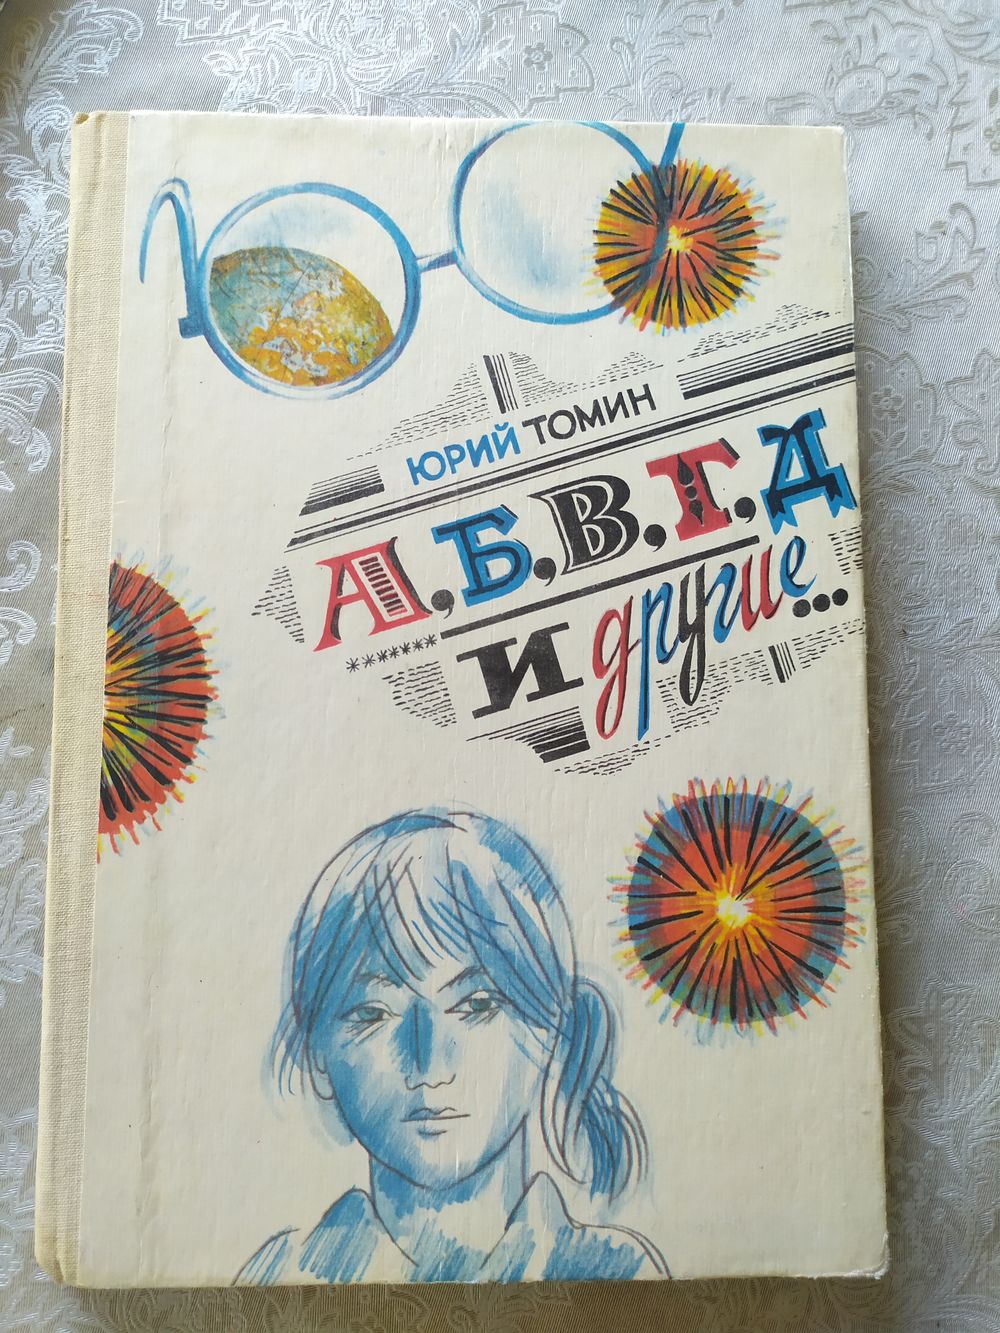 ЮРИЙ ТОМИН
А, Б, В, Г, Д
*******
И другие...